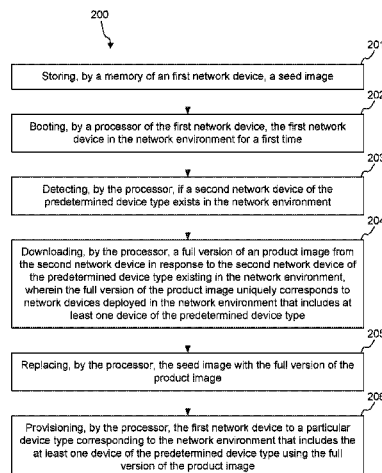 200
201
Storing, by a memory of an first network device, a seed image
202
Booting, by a processor of the first network device, the first network
device in the network environment for a first time
203
Detecting, by the processor, if a second network device of the
predetermined device type exists in the network environment
204
Downloading, by the processor, a full version of an product image from
the second network device in response to the second network device of
the predetermined device type existing in the network environment,
wherein the full version of the product image uniquely corresponds to
network devices deployed in the network environment that includes at
least one device of the predetermined device type
205
Replacing, by the processor, the seed image with the full version of the
product image
206
Provisioning, by the processor, the first network device to a particular
device type corresponding to the network environment that includes the
at least one device of the predetermined device type using the full
version of the product image